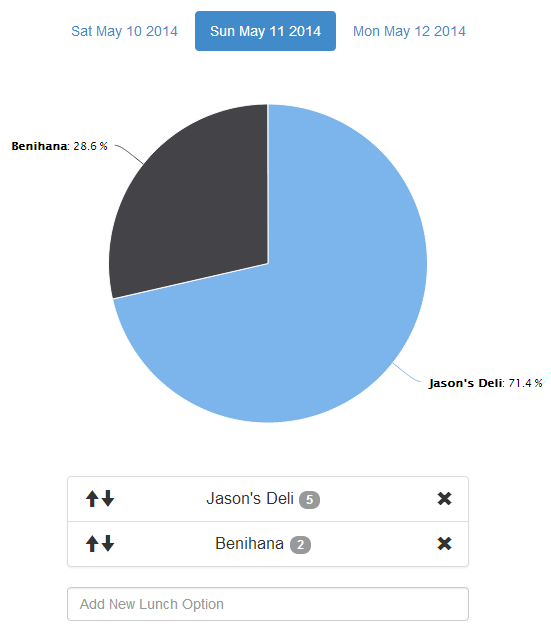 Sat May 10 2014 Sun May 11 2014 Mon May 12 2014
Benihana: 28.6 %
Jason's Deli: 71.4 %
Jason's Deli 5
Benihana 2
Add New Lunch Option